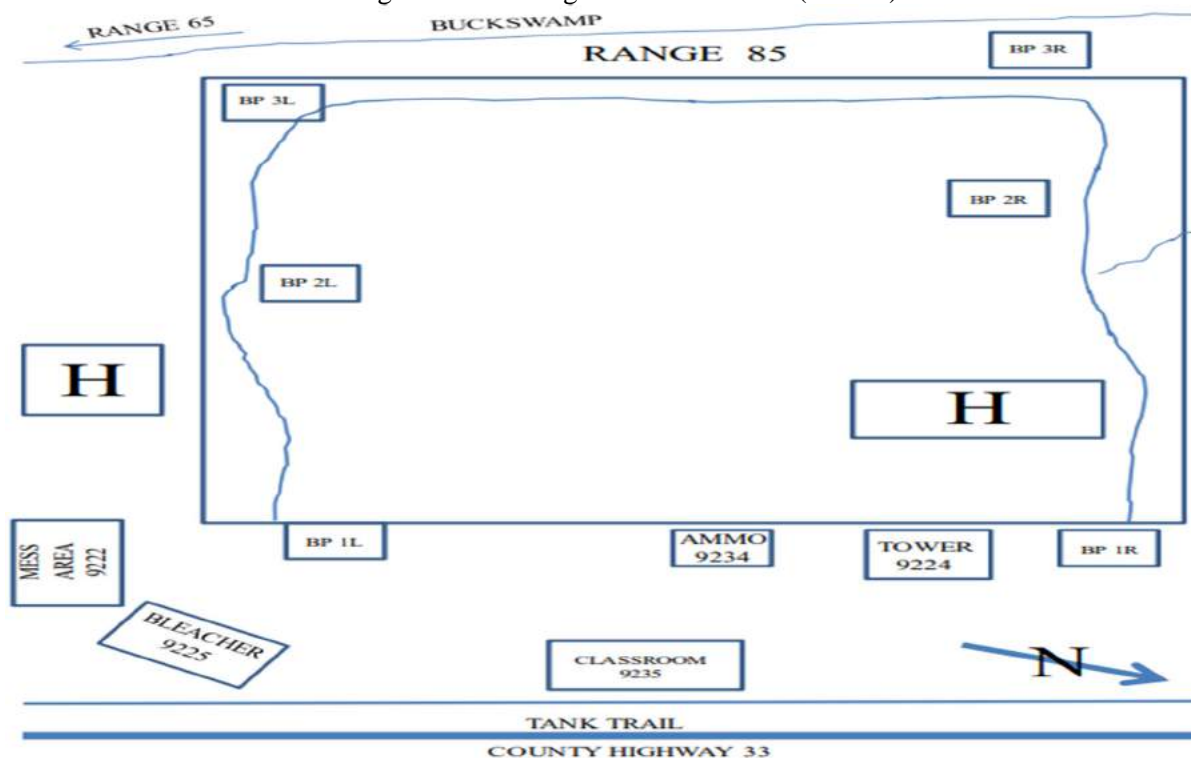 RANGE 65
BUCKSWAMP
RANGE 85
BP 3R
BP 3L
BP 2R
BP 2L
H
H
BP 1L
AMMO
9234
TOWER
9224
BP 1R
MESS
AREA
9222
BLEACHER
9225
CLASSROOM
9235
N
TANK TRAIL
COUNTY HIGHWAY 33